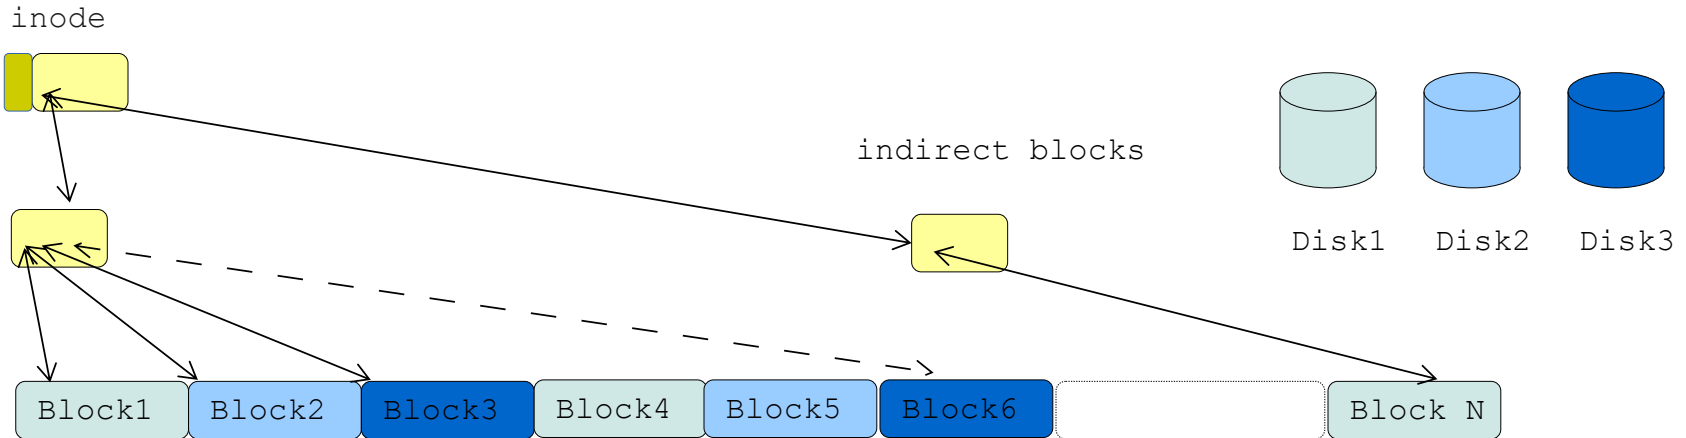 inode
indirect blocks
Disk1 Disk2 Disk3
Block1 Block2 Block3 Block4 Block5 Block6 Block N